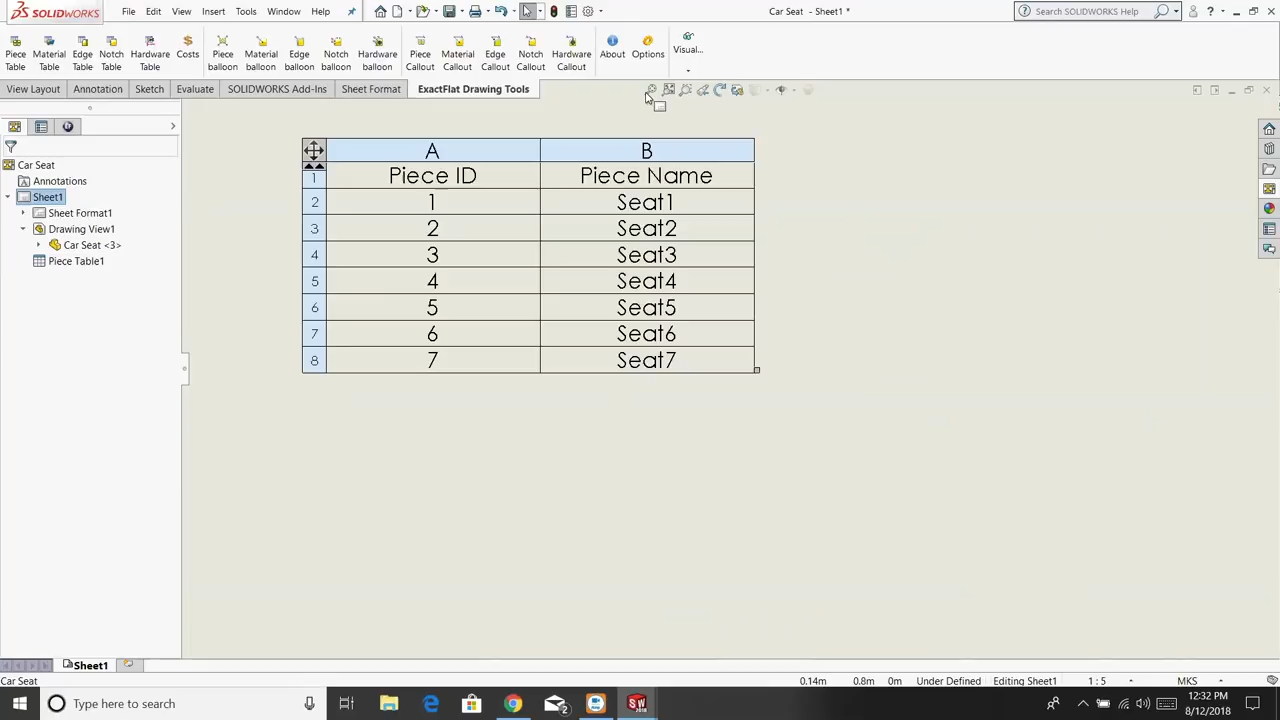 SOLIDWORKS
File Edit View Insert Tools Window Help
Car Seat - Sheet1 *
Search SOLIDWORKS Help
Piece Table
Material Table
Edge Table
Notch Table
Hardware Table
Costs
Piece balloon
Material balloon
Edge balloon
Notch balloon
Hardware balloon
Piece Callout
Material Callout
Edge Callout
Notch Callout
Hardware Callout
About
Options
Visual...
View Layout Annotation Sketch Evaluate SOLIDWORKS Add-Ins Sheet Format ExactFlat Drawing Tools
Car Seat
Annotations
Sheet1
Sheet Format1
Drawing View1
Car Seat <3>
Piece Table1
A B
1 Piece ID Piece Name
2 1 Seat1
3 2 Seat2
4 3 Seat3
5 4 Seat4
6 5 Seat5
7 6 Seat6
8 7 Seat7
Sheet1
Car Seat 0.14m 0.8m 0m Under Defined Editing Sheet1 1 : 5 MKS
Type here to search
12:32 PM
8/12/2018